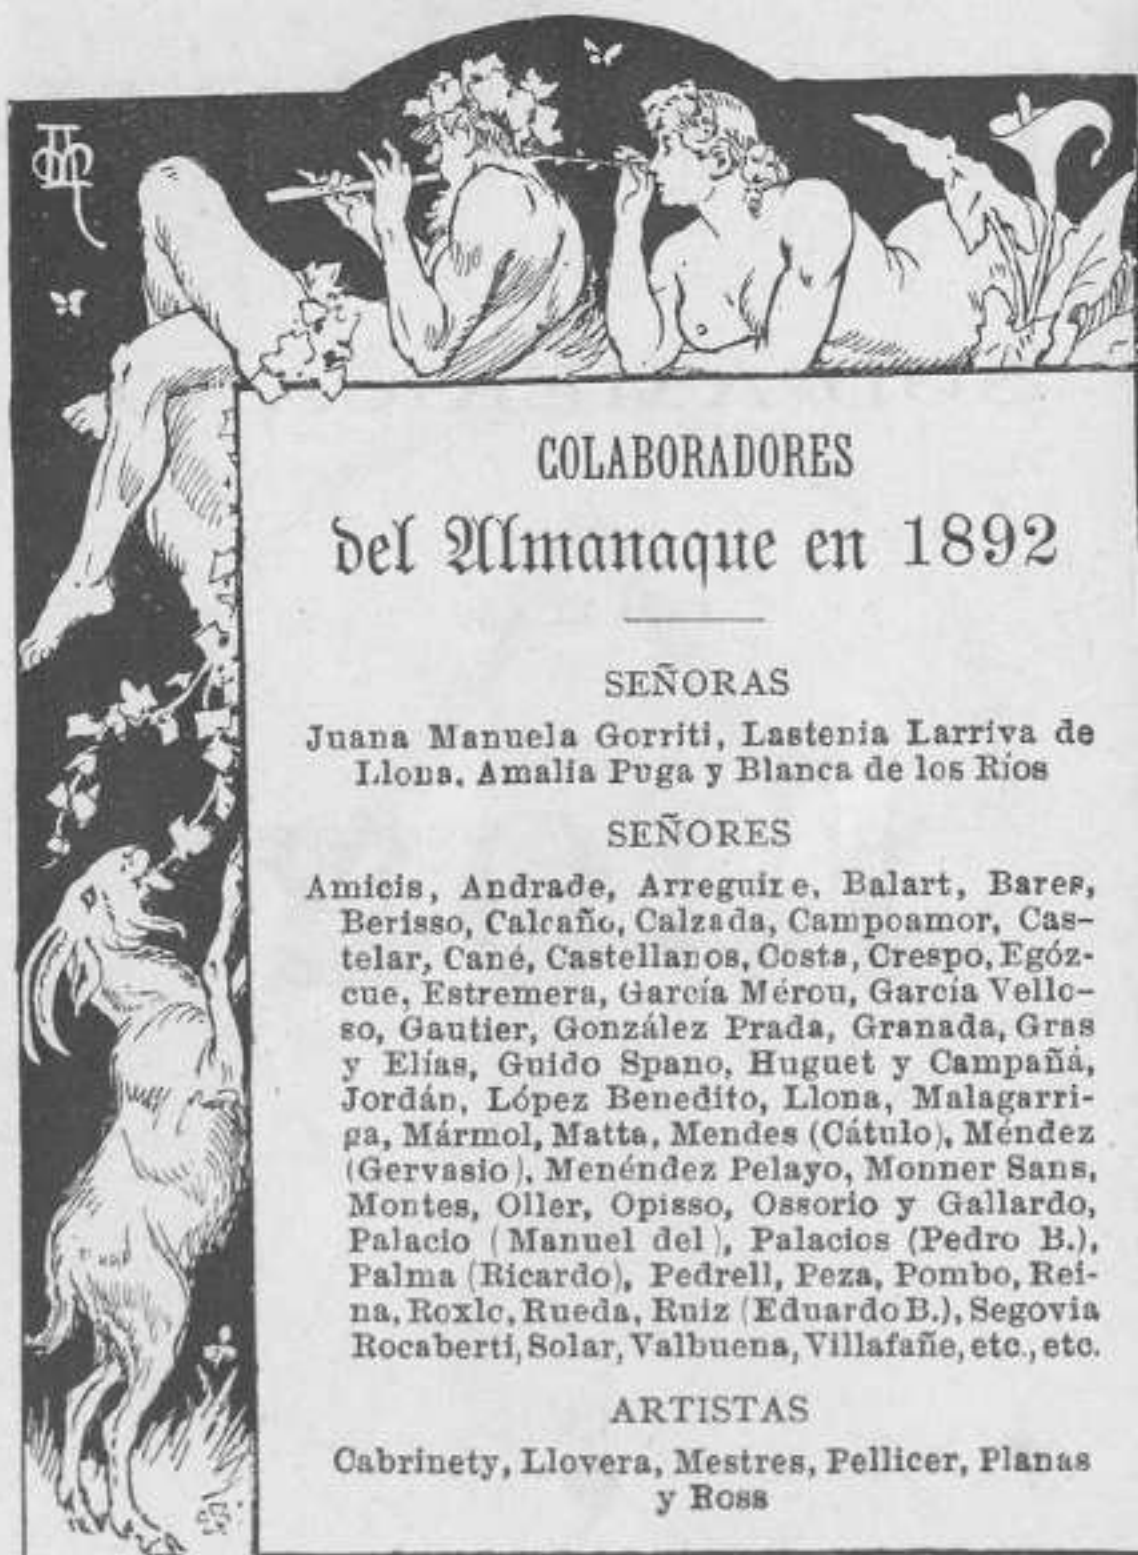 COLABORADORES
del Almanaque en 1892
SEÑORAS
Juana Manuela Gorriti, Lastenia Larriva de
Llona, Amalia Puga y Blanca de los Ríos
SEÑORES
Amicis, Andrade, Arreguine, Balart, Bares,
Berisso, Calcaño, Calzada, Campoamor, Cas-
telar, Cané, Castellanos, Costa, Crespo, Egóz-
cue, Estremera, García Mérou, García Vello-
so, Gautier, González Prada, Granada, Gras
y Elías, Guido Spano, Huguet y Campañá,
Jordán, López Benedito, Llona, Malagarri-
ga, Mármol, Matta, Mendes (Cátulo), Méndez
(Gervasio), Menéndez Pelayo, Monner Sans,
Montes, Oller, Opisso, Ossorio y Gallardo,
Palacio (Manuel del), Palacios (Pedro B.),
Palma (Ricardo), Pedrell, Peza, Pombo, Rei-
na, Roxlo, Rueda, Ruiz (Eduardo B.), Segovia
Rocaberti, Solar, Valbuena, Villafañe, etc., etc.
ARTISTAS
Cabrinety, Llovera, Mestres, Pellicer, Planas
y Ross